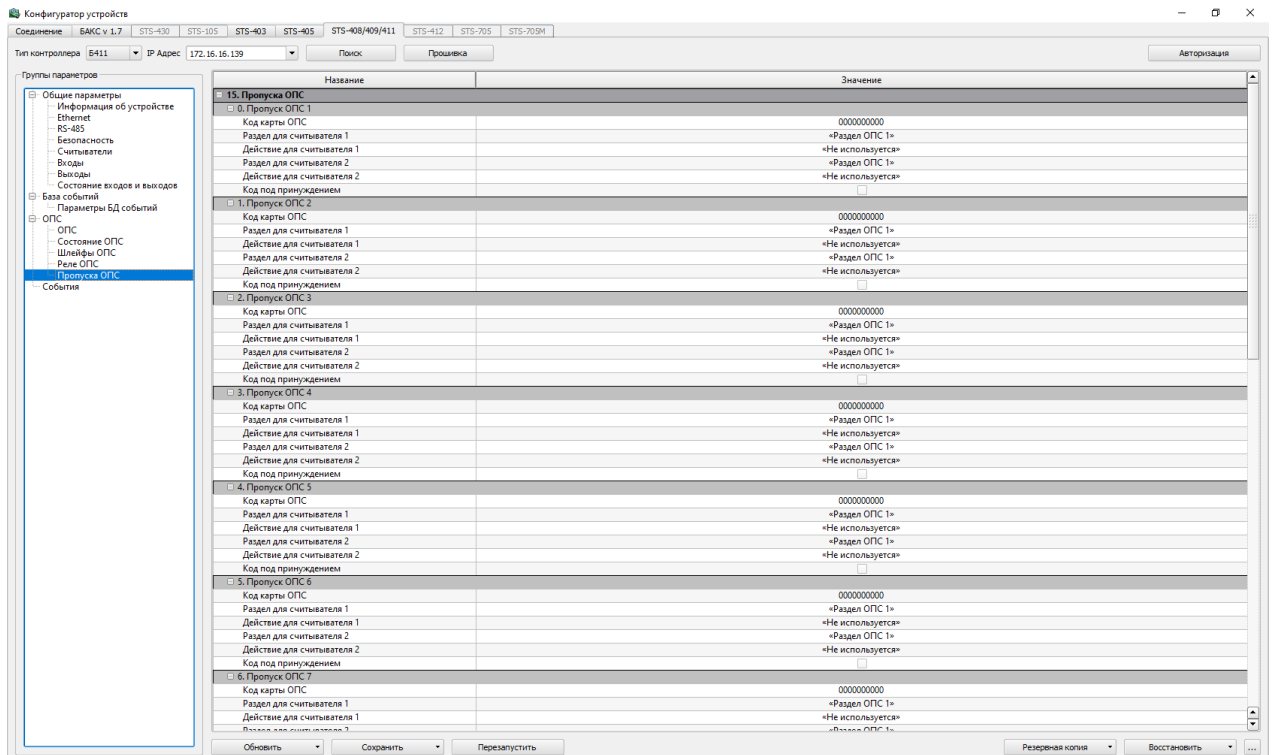 Конфигуратор устройств
Соединение БАКС v 1.7 STS-430 STS-105 STS-403 STS-405 STS-408/409/411 STS-412 STS-705 STS-705M
Тип контроллера Б411 IP Адрес 172.16.16.139 Поиск Прошивка Авторизация
Группы параметров
Общие параметры
Информация об устройстве
Ethernet
RS-485
Безопасность
Считыватели
Входы
Выходы
Состояние входов и выходов
База событий
Параметры БД событий
ОПС
ОПС
Состояние ОПС
Шлейфы ОПС
Реле ОПС
Пропуска ОПС
События
Название Значение
15. Пропуска ОПС
0. Пропуск ОПС 1
Код карты ОПС 0000000000
Раздел для считывателя 1 «Раздел ОПС 1»
Действие для считывателя 1 «Не используется»
Раздел для считывателя 2 «Раздел ОПС 1»
Действие для считывателя 2 «Не используется»
Код под принуждением
1. Пропуск ОПС 2
Код карты ОПС 0000000000
Раздел для считывателя 1 «Раздел ОПС 1»
Действие для считывателя 1 «Не используется»
Раздел для считывателя 2 «Раздел ОПС 1»
Действие для считывателя 2 «Не используется»
Код под принуждением
2. Пропуск ОПС 3
Код карты ОПС 0000000000
Раздел для считывателя 1 «Раздел ОПС 1»
Действие для считывателя 1 «Не используется»
Раздел для считывателя 2 «Раздел ОПС 1»
Действие для считывателя 2 «Не используется»
Код под принуждением
3. Пропуск ОПС 4
Код карты ОПС 0000000000
Раздел для считывателя 1 «Раздел ОПС 1»
Действие для считывателя 1 «Не используется»
Раздел для считывателя 2 «Раздел ОПС 1»
Действие для считывателя 2 «Не используется»
Код под принуждением
4. Пропуск ОПС 5
Код карты ОПС 0000000000
Раздел для считывателя 1 «Раздел ОПС 1»
Действие для считывателя 1 «Не используется»
Раздел для считывателя 2 «Раздел ОПС 1»
Действие для считывателя 2 «Не используется»
Код под принуждением
5. Пропуск ОПС 6
Код карты ОПС 0000000000
Раздел для считывателя 1 «Раздел ОПС 1»
Действие для считывателя 1 «Не используется»
Раздел для считывателя 2 «Раздел ОПС 1»
Действие для считывателя 2 «Не используется»
Код под принуждением
6. Пропуск ОПС 7
Код карты ОПС 0000000000
Раздел для считывателя 1 «Раздел ОПС 1»
Действие для считывателя 1 «Не используется»
Раздел для считывателя 2 «Раздел ОПС 1»
Обновить Сохранить Перезапустить Резервная копия Восстановить ...